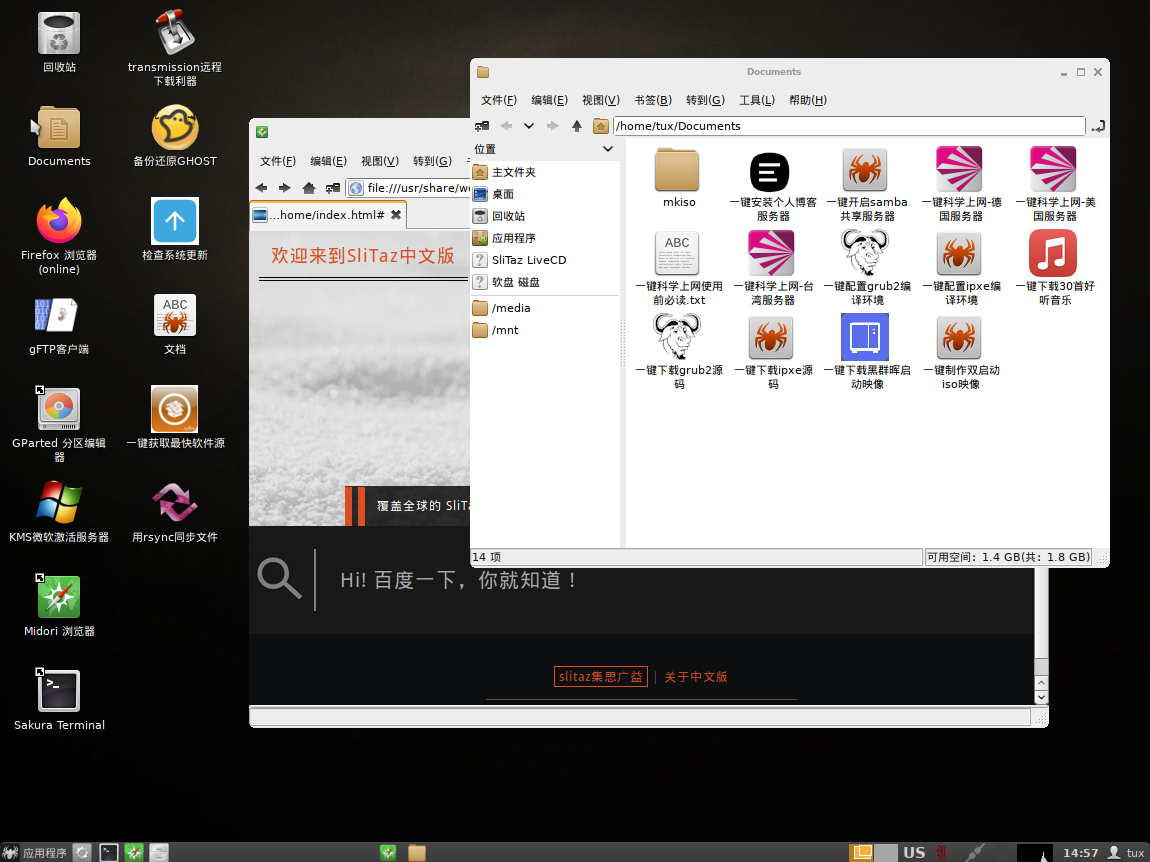 回收站
transmission远程
下载利器
Documents
备份还原GHOST
Firefox 浏览器
(online)
检查系统更新
gFTP客户端
ABC
文档
GParted 分区编辑
器
一键获取最快软件源
KMS微软激活服务器
用rsync同步文件
Midori 浏览器
Sakura Terminal
文件(F) 编辑(E) 视图(V) 转到(G)
file:///usr/share/we
...home/index.html#
欢迎来到SliTaz中文版
覆盖全球的 SliTa
Hi! 百度一下，你就知道！
slitaz集思广益 | 关于中文版
Documents
文件(F) 编辑(E) 视图(V) 书签(B) 转到(G) 工具(L) 帮助(H)
/home/tux/Documents
位置
主文件夹
桌面
回收站
应用程序
SliTaz LiveCD
软盘 磁盘
/media
/mnt
mkiso
一键安装个人博客
服务器
一键开启samba
共享服务器
一键科学上网-德
国服务器
一键科学上网-美
国服务器
ABC
一键科学上网使用
前必读.txt
一键科学上网-台
湾服务器
一键配置grub2编
译环境
一键配置ipxe编
译环境
一键下载30首好
听音乐
一键下载grub2源
码
一键下载ipxe源
码
一键下载黑群晖启
动映像
一键制作双启动
iso映像
14 项
可用空间：1.4 GB(共：1.8 GB)
应用程序
US
14:57
tux